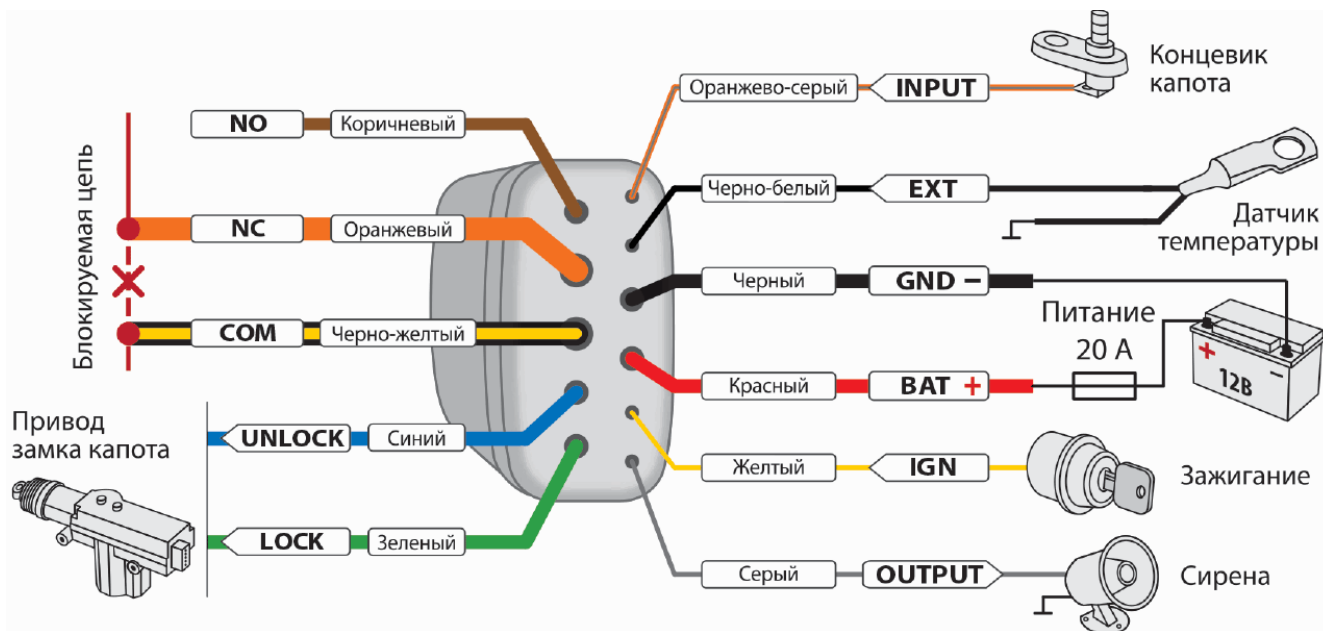 Оранжево-серый INPUT
Концевик
капота
NO Коричневый
Блокируемая цепь
Черно-белый EXT
Датчик
температуры
NC Оранжевый
Черный GND –
Питание
20 А
COM Черно-желтый
+ –
12В
Красный BAT +
Привод
замка капота
UNLOCK Синий
Желтый IGN
Зажигание
LOCK Зеленый
Серый OUTPUT
Сирена